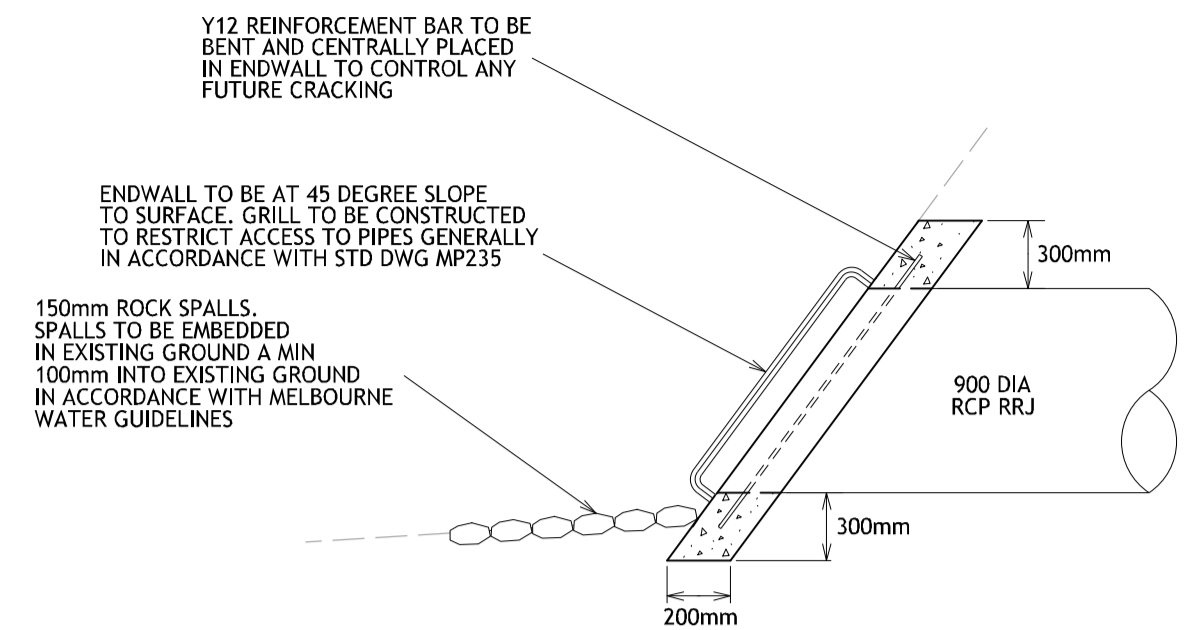 Y12 REINFORCEMENT BAR TO BE
BENT AND CENTRALLY PLACED
IN ENDWALL TO CONTROL ANY
FUTURE CRACKING
ENDWALL TO BE AT 45 DEGREE SLOPE
TO SURFACE. GRILL TO BE CONSTRUCTED
TO RESTRICT ACCESS TO PIPES GENERALLY
IN ACCORDANCE WITH STD DWG MP235
300mm
150mm ROCK SPALLS.
SPALLS TO BE EMBEDDED
IN EXISTING GROUND A MIN
100mm INTO EXISTING GROUND
IN ACCORDANCE WITH MELBOURNE
WATER GUIDELINES
900 DIA
RCP RRJ
300mm
200mm